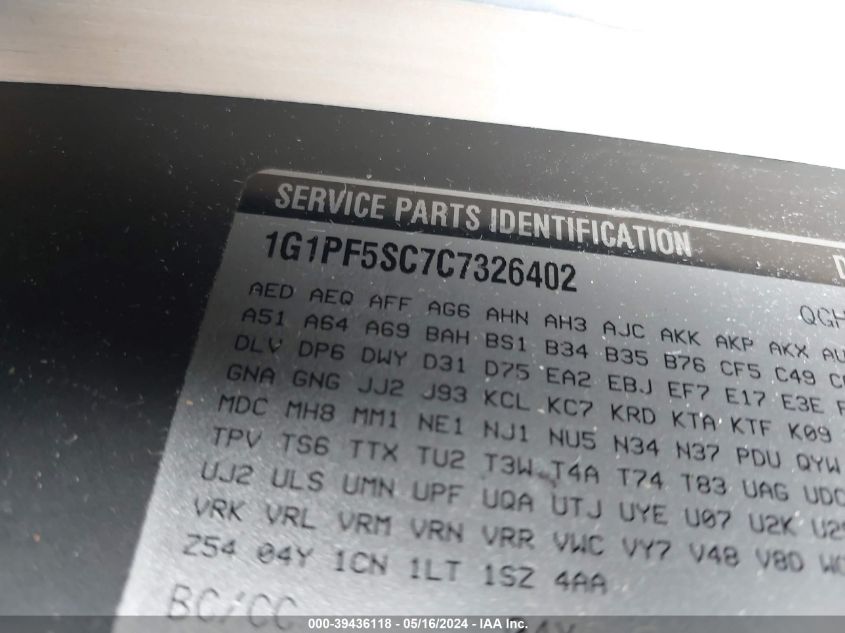 SERVICE PARTS IDENTIFICATION
1G1PF5SC7C7326402
QGH
AED AEQ AFF AG6 AHN AH3 AJC AKK AKP AKX AU
A51 A64 A69 BAH BS1 B34 B35 B76 CF5 C49
DLV DP6 DWY D31 D75 EA2 EBJ EF7 E17 E3E
GNA GNG JJ2 J93 KCL KC7 KRD KTA KTF K09
MDC MH8 MM1 NE1 NJ1 NU5 N34 N37 PDU QYW
TPV TS6 TTX TU2 T3W T4A T74 T83 UAG UDC
UJ2 ULS UMN UPF UQA UTJ UYE U07 U2K
VRK VRL VRM VRN VRR VWC VY7 V48 V8D
Z54 04Y 1CN 1LT 1SZ 4AA
BC/CC
000-39436118 - 05/16/2024 - IAA Inc.